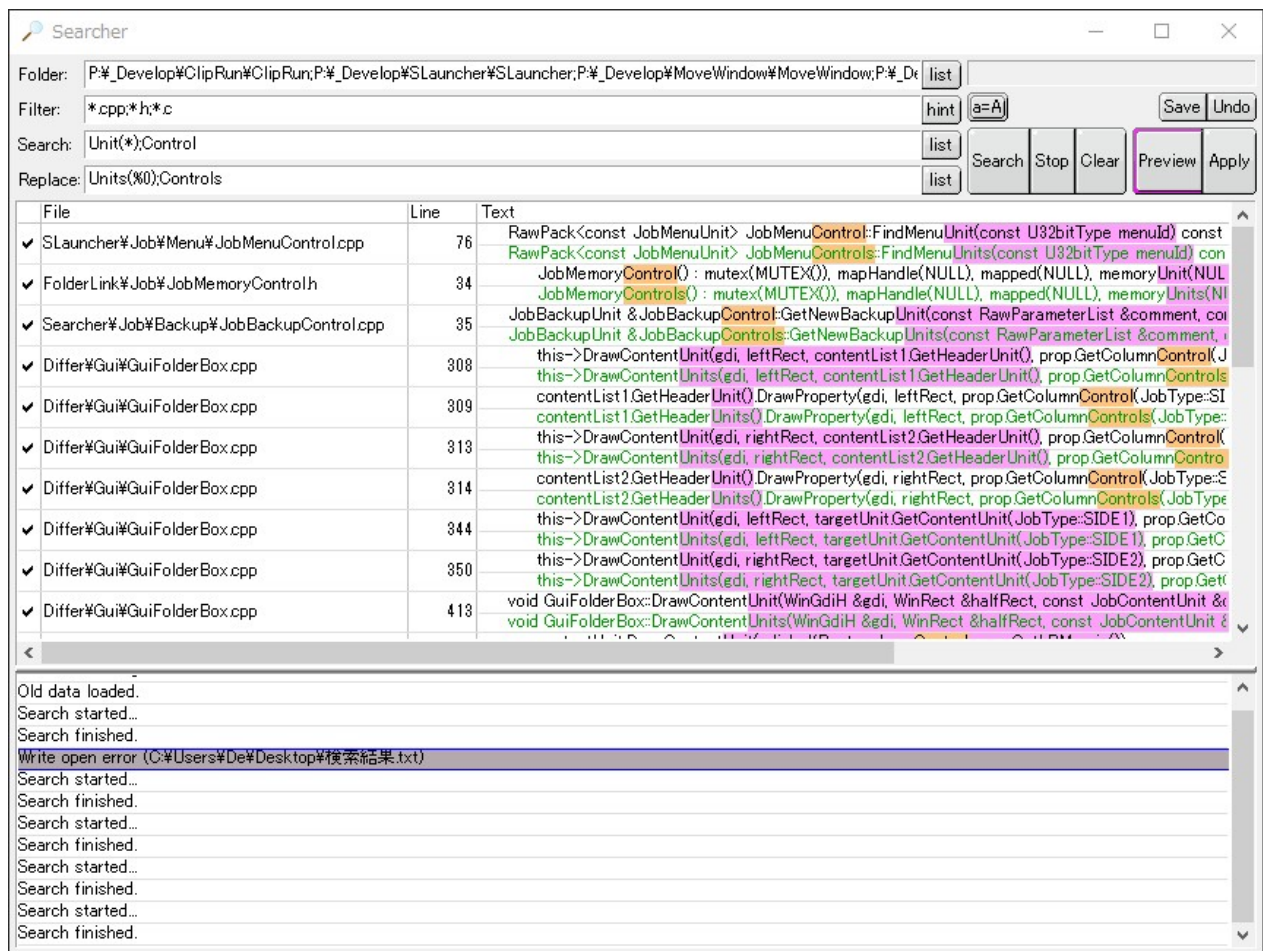 Searcher
Folder: P:¥_Develop¥ClipRun¥ClipRun;P:¥_Develop¥SLauncher¥SLauncher;P:¥_Develop¥MoveWindow¥MoveWindow;P:¥_De list
Filter: *.cpp;*.h;*.c hint a=A Save Undo
Search: Unit(*);Control list
Search Stop Clear Preview Apply
Replace: Units(%0);Controls list
File Line Text
SLauncher¥Job¥Menu¥JobMenuControl.cpp 76 RawPack<const JobMenuUnit> JobMenuControl::FindMenuUnit(const U32bitType menuId) const
RawPack<const JobMenuUnit> JobMenuControls::FindMenuUnits(const U32bitType menuId) con
FolderLink¥Job¥JobMemoryControl.h 34 JobMemoryControl() : mutex(MUTEX()), mapHandle(NULL), mapped(NULL), memoryUnit(NUL
JobMemoryControls() : mutex(MUTEX()), mapHandle(NULL), mapped(NULL), memoryUnits(NU
Searcher¥Job¥Backup¥JobBackupControl.cpp 35 JobBackupUnit &JobBackupControl::GetNewBackupUnit(const RawParameterList &comment, con
JobBackupUnit &JobBackupControls::GetNewBackupUnits(const RawParameterList &comment,
Differ¥Gui¥GuiFolderBox.cpp 308 this->DrawContentUnit(gdi, leftRect, contentList1.GetHeaderUnit(), prop.GetColumnControl(J
this->DrawContentUnits(gdi, leftRect, contentList1.GetHeaderUnit(), prop.GetColumnControls
Differ¥Gui¥GuiFolderBox.cpp 309 contentList1.GetHeaderUnit().DrawProperty(gdi, leftRect, prop.GetColumnControl(JobType::SI
contentList1.GetHeaderUnits().DrawProperty(gdi, leftRect, prop.GetColumnControls(JobType::
Differ¥Gui¥GuiFolderBox.cpp 313 this->DrawContentUnit(gdi, rightRect, contentList2.GetHeaderUnit(), prop.GetColumnControl(
this->DrawContentUnits(gdi, rightRect, contentList2.GetHeaderUnit(), prop.GetColumnContro
Differ¥Gui¥GuiFolderBox.cpp 314 contentList2.GetHeaderUnit().DrawProperty(gdi, rightRect, prop.GetColumnControl(JobType::S
contentList2.GetHeaderUnits().DrawProperty(gdi, rightRect, prop.GetColumnControls(JobType
Differ¥Gui¥GuiFolderBox.cpp 344 this->DrawContentUnit(gdi, leftRect, targetUnit.GetContentUnit(JobType::SIDE1), prop.GetCo
this->DrawContentUnits(gdi, leftRect, targetUnit.GetContentUnit(JobType::SIDE1), prop.GetC
Differ¥Gui¥GuiFolderBox.cpp 350 this->DrawContentUnit(gdi, rightRect, targetUnit.GetContentUnit(JobType::SIDE2), prop.GetC
this->DrawContentUnits(gdi, rightRect, targetUnit.GetContentUnit(JobType::SIDE2), prop.Get(
Differ¥Gui¥GuiFolderBox.cpp 413 void GuiFolderBox::DrawContentUnit(WinGdiH &gdi, WinRect &halfRect, const JobContentUnit &c
void GuiFolderBox::DrawContentUnits(WinGdiH &gdi, WinRect &halfRect, const JobContentUnit &
Old data loaded.
Search started...
Search finished.
Write open error (C:¥Users¥De¥Desktop¥検索結果.txt)
Search started...
Search finished.
Search started...
Search finished.
Search started...
Search finished.
Search started...
Search finished.